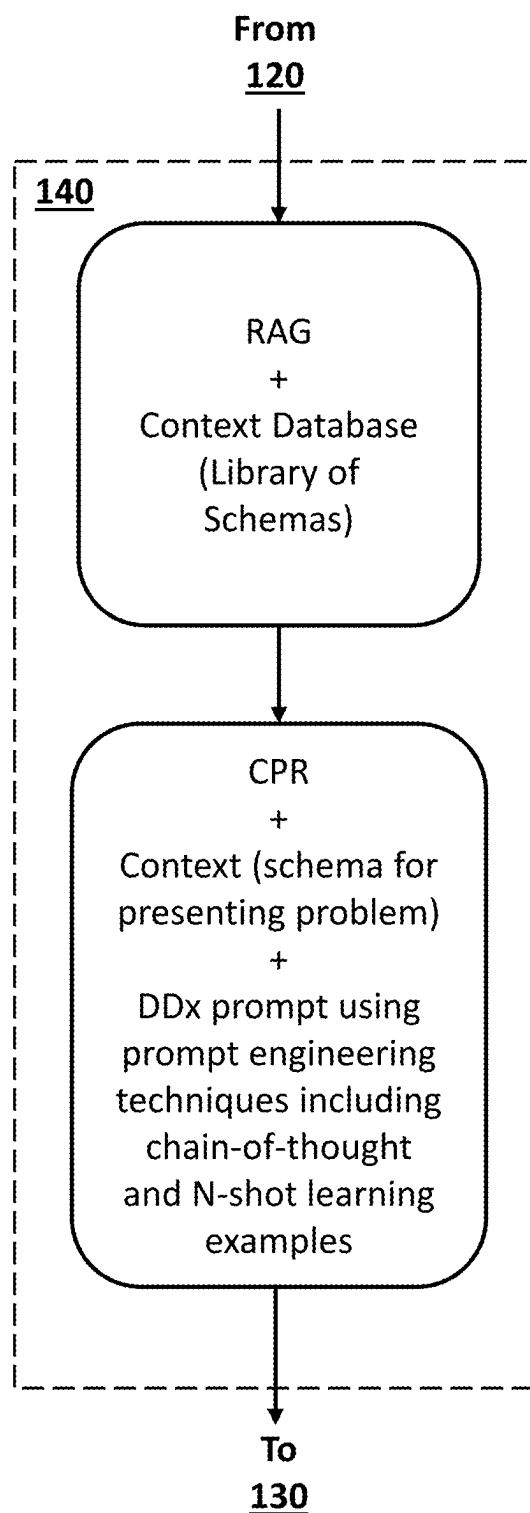 From
120
140
RAG
+
Context Database
(Library of
Schemas)
CPR
+
Context (schema for
presenting problem)
+
DDx prompt using
prompt engineering
techniques including
chain-of-thought
and N-shot learning
examples
To
130